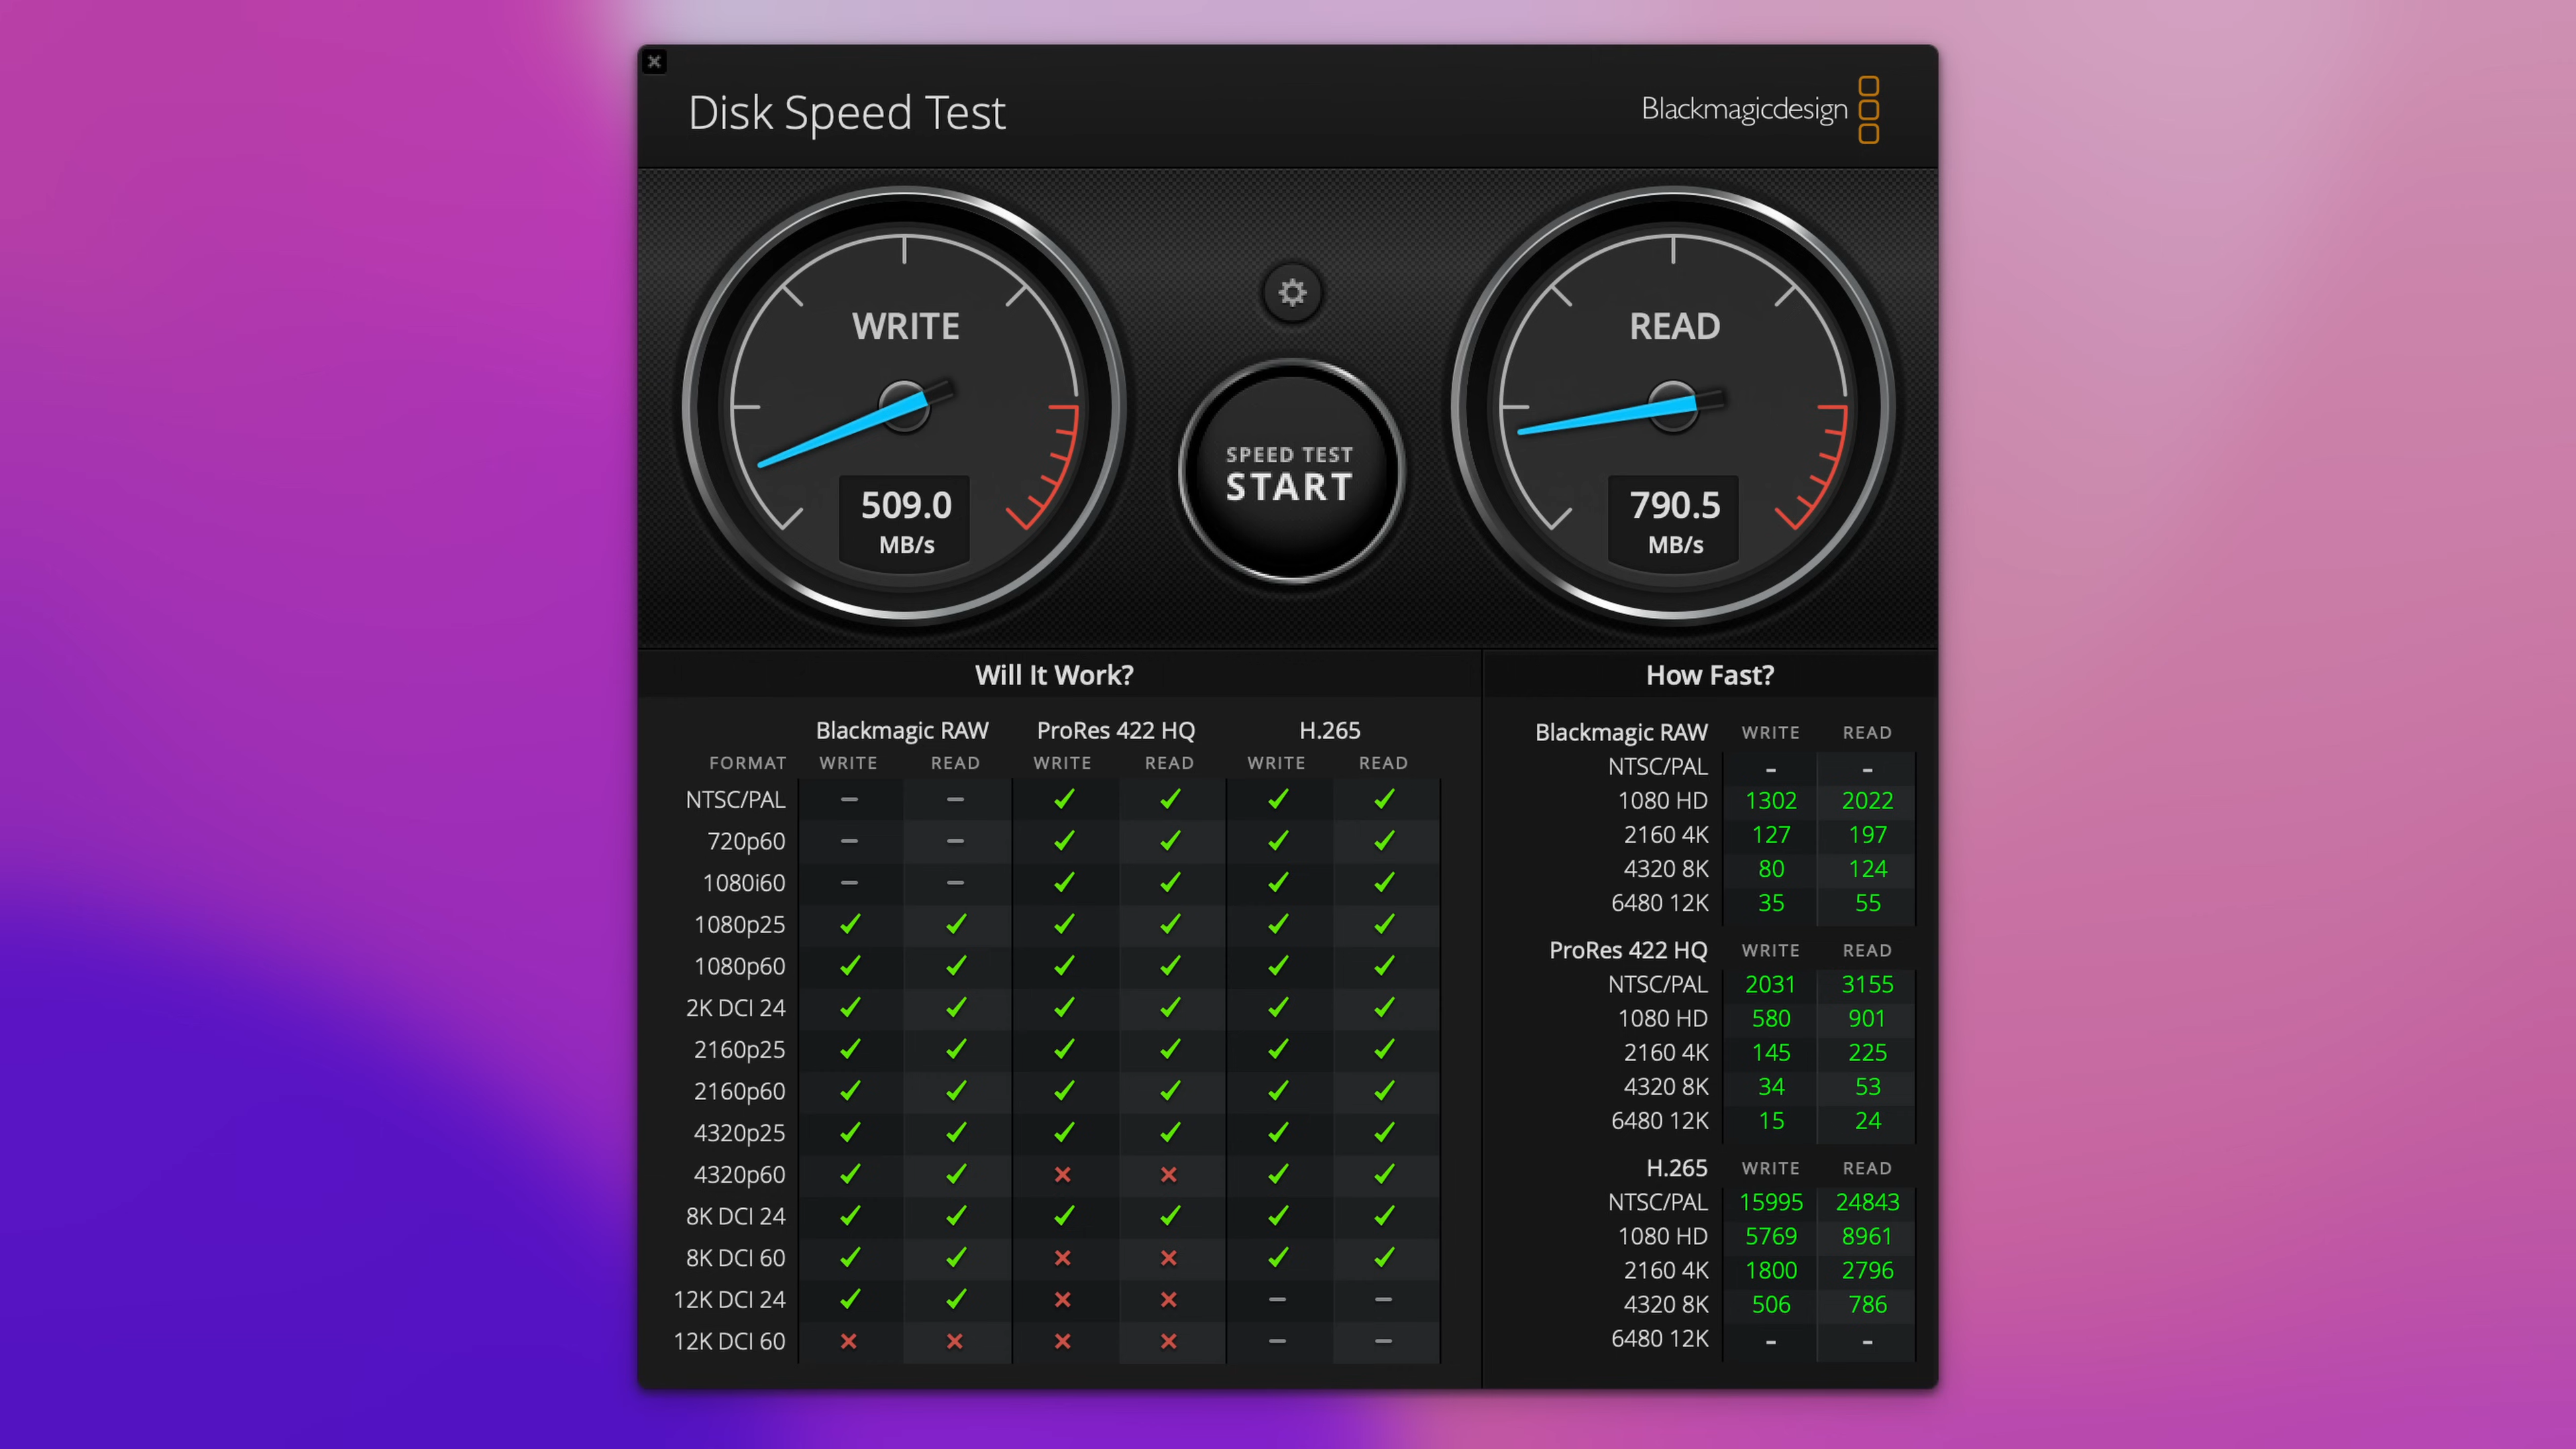 Disk Speed Test
Blackmagicdesign
WRITE
509.0
MB/s
SPEED TEST
START
READ
790.5
MB/s
Will It Work?
Blackmagic RAW ProRes 422 HQ H.265
FORMAT WRITE READ WRITE READ WRITE READ
NTSC/PAL – – ✓ ✓ ✓ ✓
720p60 – – ✓ ✓ ✓ ✓
1080i60 – – ✓ ✓ ✓ ✓
1080p25 ✓ ✓ ✓ ✓ ✓ ✓
1080p60 ✓ ✓ ✓ ✓ ✓ ✓
2K DCI 24 ✓ ✓ ✓ ✓ ✓ ✓
2160p25 ✓ ✓ ✓ ✓ ✓ ✓
2160p60 ✓ ✓ ✓ ✓ ✓ ✓
4320p25 ✓ ✓ ✓ ✓ ✓ ✓
4320p60 ✓ ✓ ✗ ✗ ✓ ✓
8K DCI 24 ✓ ✓ ✓ ✓ ✓ ✓
8K DCI 60 ✓ ✓ ✗ ✗ ✓ ✓
12K DCI 24 ✓ ✓ ✗ ✗ – –
12K DCI 60 ✗ ✗ ✗ ✗ – –
How Fast?
Blackmagic RAW WRITE READ
NTSC/PAL - -
1080 HD 1302 2022
2160 4K 127 197
4320 8K 80 124
6480 12K 35 55
ProRes 422 HQ WRITE READ
NTSC/PAL 2031 3155
1080 HD 580 901
2160 4K 145 225
4320 8K 34 53
6480 12K 15 24
H.265 WRITE READ
NTSC/PAL 15995 24843
1080 HD 5769 8961
2160 4K 1800 2796
4320 8K 506 786
6480 12K - -